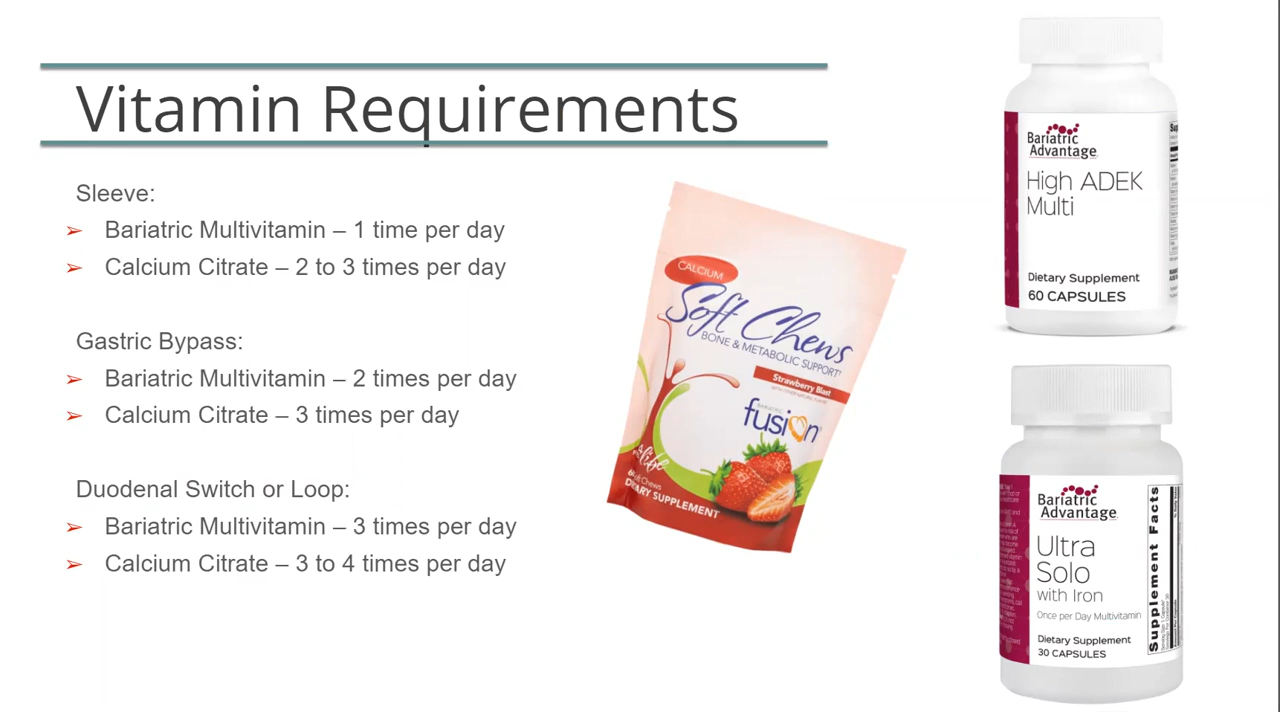 Vitamin Requirements
Sleeve:
➢ Bariatric Multivitamin – 1 time per day
➢ Calcium Citrate – 2 to 3 times per day
Gastric Bypass:
➢ Bariatric Multivitamin – 2 times per day
➢ Calcium Citrate – 3 times per day
Duodenal Switch or Loop:
➢ Bariatric Multivitamin – 3 times per day
➢ Calcium Citrate – 3 to 4 times per day
CALCIUM
Soft Chews
BONE & METABOLIC SUPPORT
Strawberry Blast
BARIATRIC
fusion
Soft Chews
DIETARY SUPPLEMENT
Bariatric
Advantage
High ADEK
Multi
Dietary Supplement
60 CAPSULES
Bariatric
Advantage
Ultra
Solo
with Iron
Once per Day Multivitamin
Dietary Supplement
30 CAPSULES
Supplement Facts